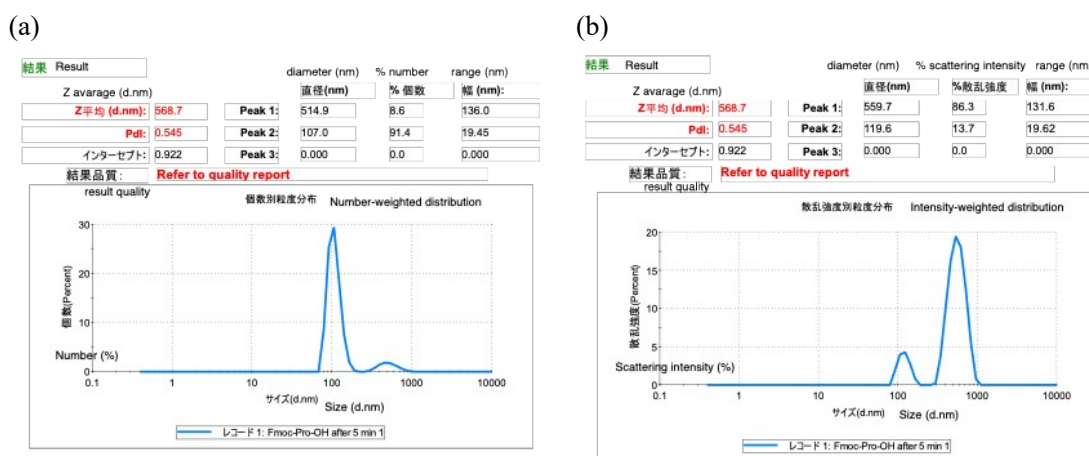 (a)
結果 Result
diameter (nm) % number range (nm)
Z avarage (d.nm)
直径(nm) % 個数 幅 (nm):
Z平均 (d.nm): 568.7 Peak 1: 514.9 8.6 136.0
PdI: 0.545 Peak 2: 107.0 91.4 19.45
インターセプト: 0.922 Peak 3: 0.000 0.0 0.000
結果品質: Refer to quality report
result quality
個数別粒度分布 Number-weighted distribution
30
20
10
0
個数(Percent)
Number (%)
0.1 1 10 100 1000 10000
サイズ(d.nm)
Size (d.nm)
レコード 1: Fmoc-Pro-OH after 5 min 1
(b)
結果 Result
diameter (nm) % scattering intensity range (nm)
Z avarage (d.nm)
直径(nm) %散乱強度 幅 (nm):
Z平均 (d.nm): 568.7 Peak 1: 559.7 86.3 131.6
PdI: 0.545 Peak 2: 119.6 13.7 19.62
インターセプト: 0.922 Peak 3: 0.000 0.0 0.000
結果品質: Refer to quality report
result quality
散乱強度別粒度分布 Intensity-weighted distribution
20
15
10
5
0
散乱強度(Percent)
Scattering intensity (%)
0.1 1 10 100 1000 10000
サイズ(d.nm)
Size (d.nm)
レコード 1: Fmoc-Pro-OH after 5 min 1